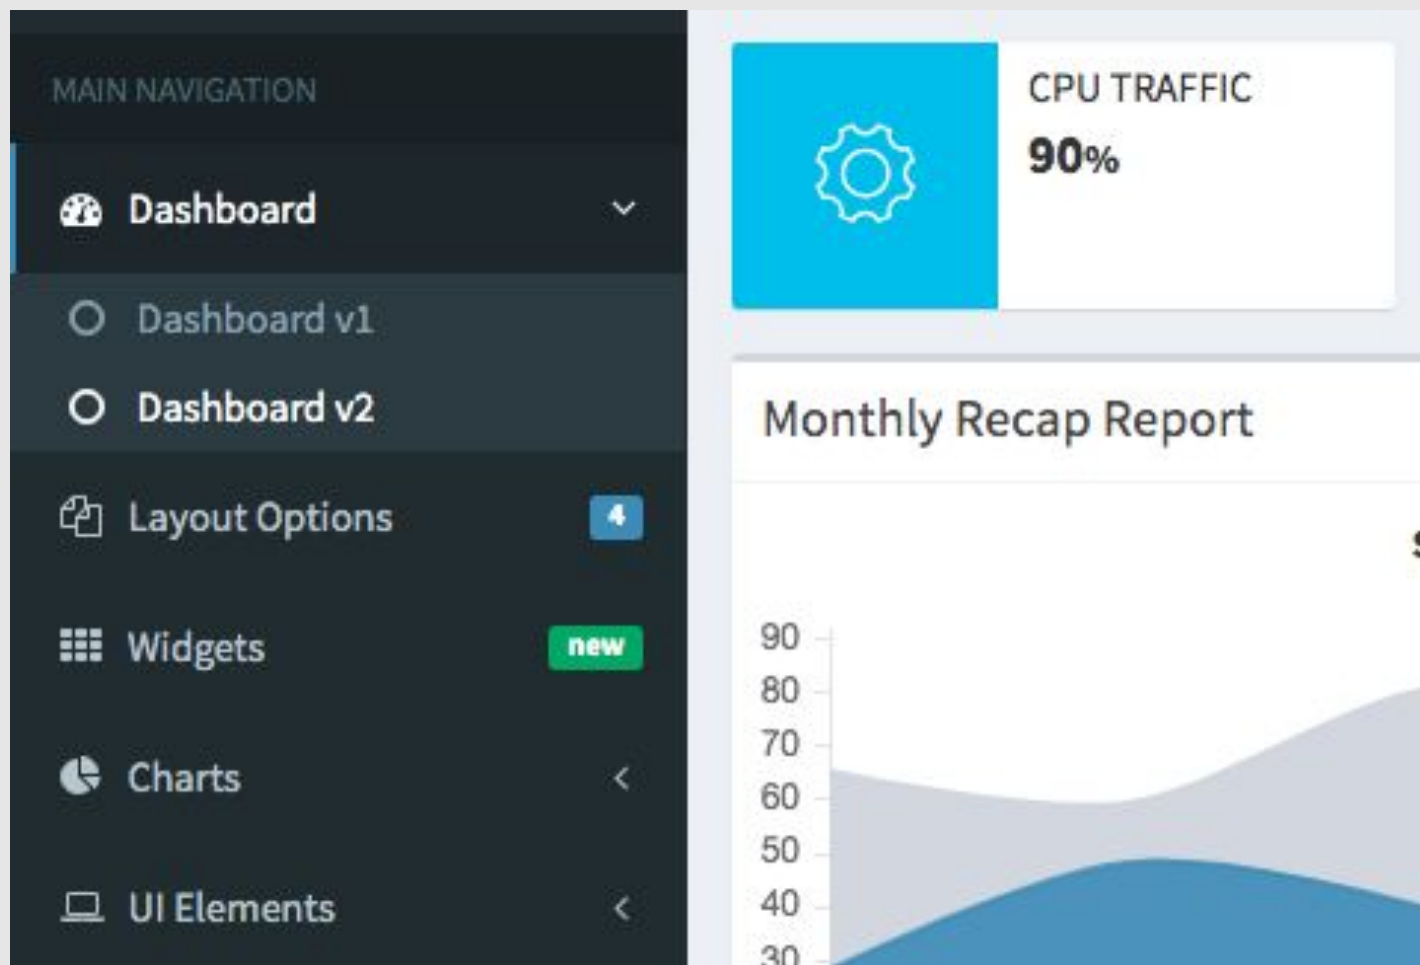 MAIN NAVIGATION
Dashboard
Dashboard v1
Dashboard v2
Layout Options 4
Widgets new
Charts
UI Elements
CPU TRAFFIC
90%
Monthly Recap Report
90
80
70
60
50
40
30